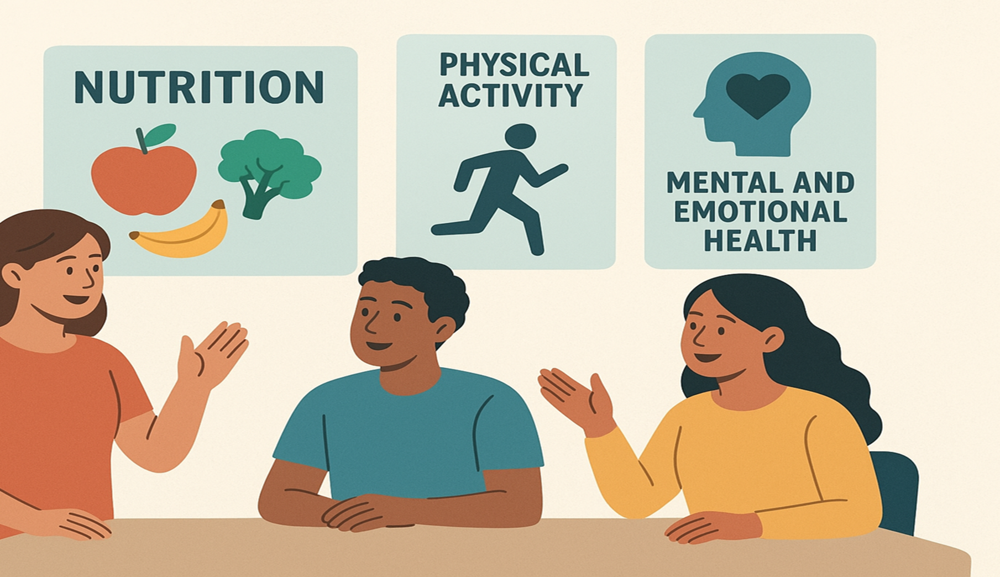 NUTRITION
PHYSICAL
ACTIVITY
MENTAL AND
EMOTIONAL
HEALTH